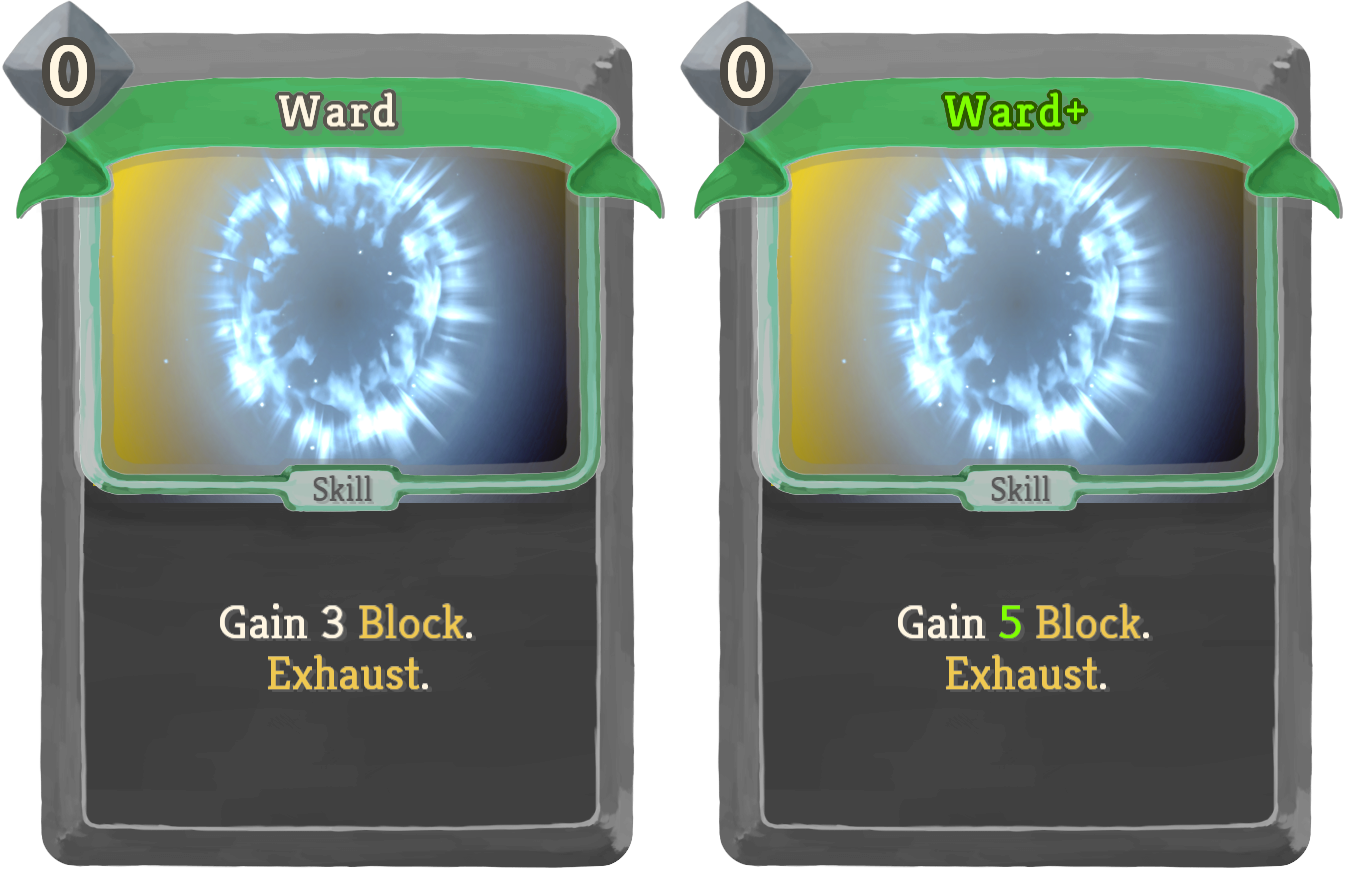 0
Ward
Skill
Gain 3 Block.
Exhaust.
0
Ward+
Skill
Gain 5 Block.
Exhaust.